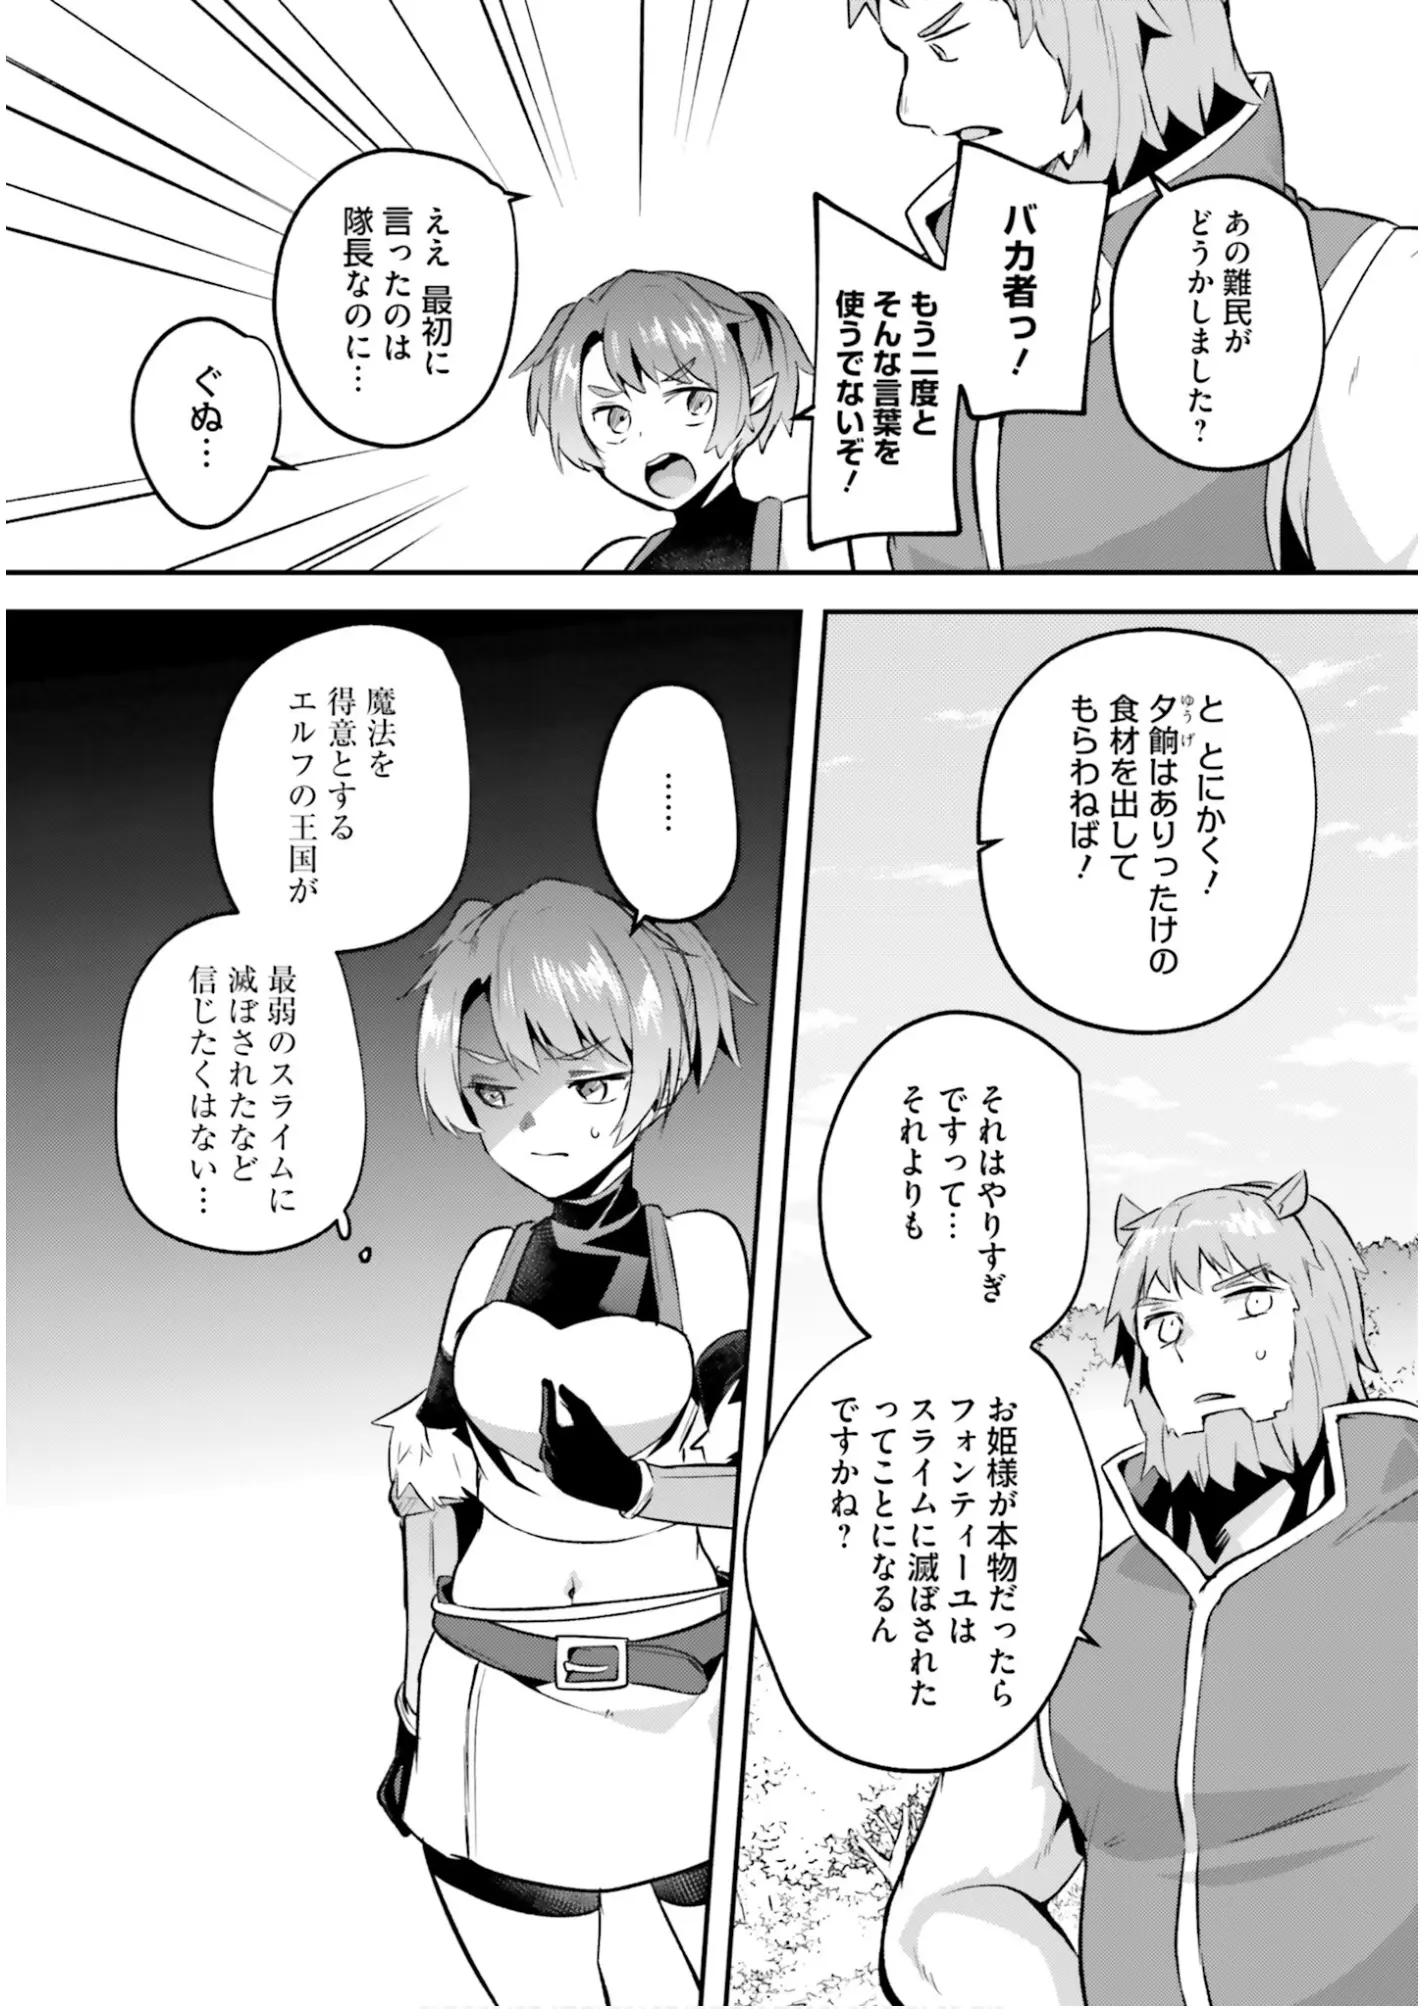 あの難民が
どうかしました？
バカ者っ！
もう二度と
そんな言葉を
使うでないぞ！
ええ 最初に
言ったのは
隊長なのに…
ぐぬ…
と とにかく！
夕餉はありったけの
ゆうげ
食材を出して
もらわねば！
それはやりすぎ
ですって…
それよりも
お姫様が本物だったら
フォンティーユは
スライムに滅ぼされた
ってことになるん
ですかね？
……
魔法を
得意とする
エルフの王国が
最弱のスライムに
滅ぼされたなど
信じたくはない…